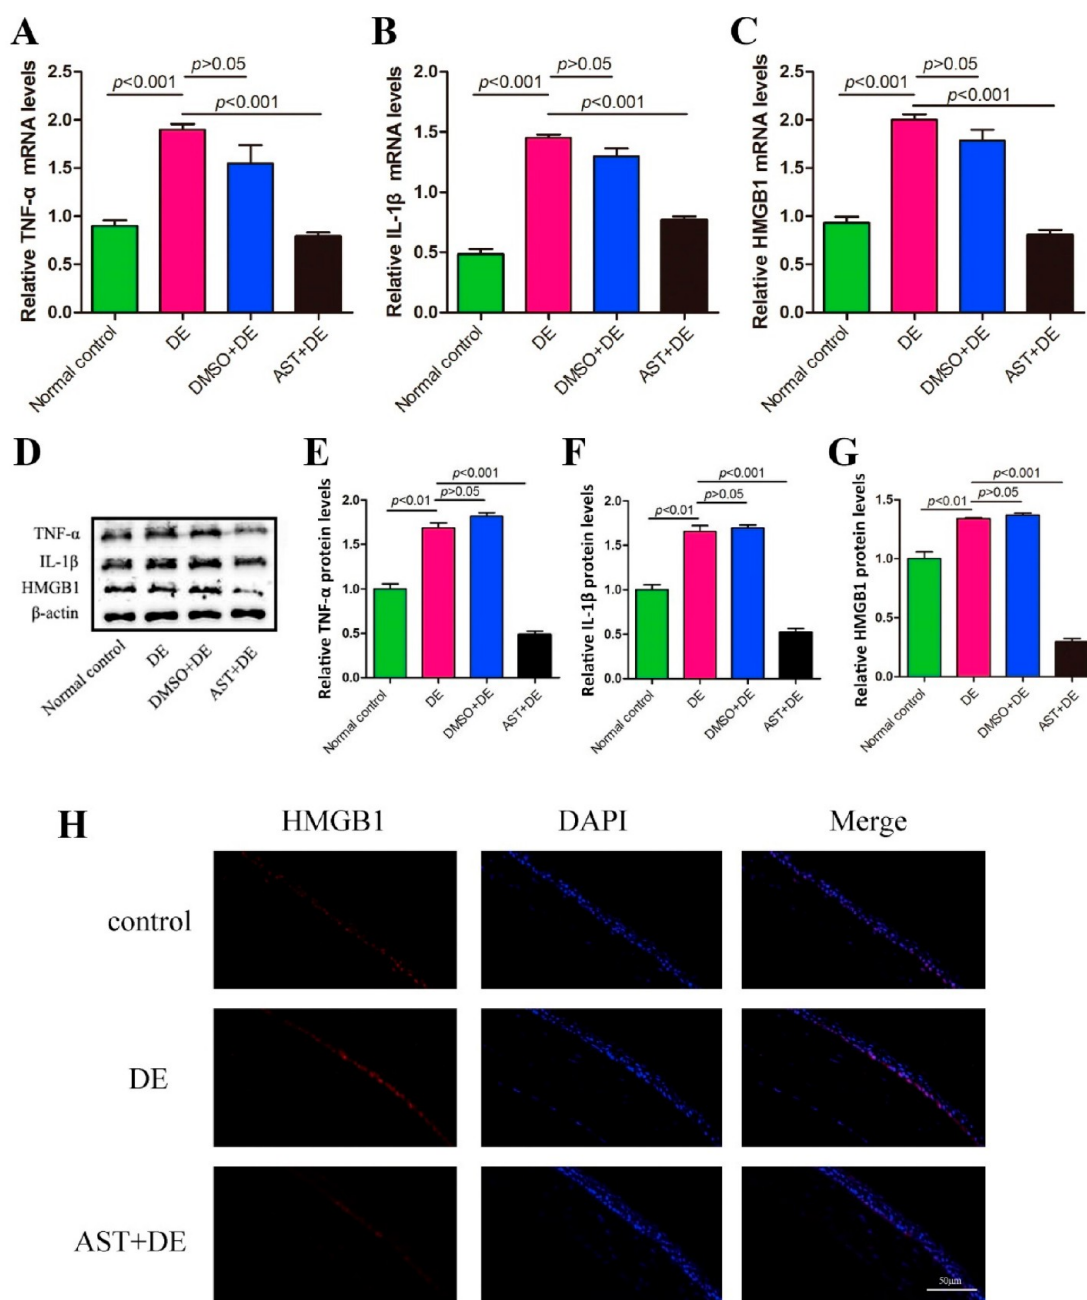 A
B
C
Relative TNF-α mRNA levels
2.5
2.0
1.5
1.0
0.5
0.0
p>0.05
p<0.001
p<0.001
Normal control
DE
DMSO+DE
AST+DE
Relative IL-1β mRNA levels
2.0
1.5
1.0
0.5
0.0
p>0.05
p<0.001
p<0.001
Normal control
DE
DMSO+DE
AST+DE
Relative HMGB1 mRNA levels
2.5
2.0
1.5
1.0
0.5
0.0
p>0.05
p<0.001
p<0.001
Normal control
DE
DMSO+DE
AST+DE
D
TNF-α
IL-1β
HMGB1
β-actin
Normal control
DE
DMSO+DE
AST+DE
E
Relative TNF-α protein levels
2.0
1.5
1.0
0.5
0.0
p<0.001
p<0.01
p>0.05
Normal control
DE
DMSO+DE
AST+DE
F
Relative IL-1β protein levels
2.0
1.5
1.0
0.5
0.0
p<0.001
p>0.05
p<0.01
Normal control
DE
DMSO+DE
AST+DE
G
Relative HMGB1 protein levels
1.5
1.0
0.5
0.0
p<0.001
p>0.05
p<0.01
Normal control
DE
DMSO+DE
AST+DE
H
HMGB1
DAPI
Merge
control
DE
AST+DE
50μm